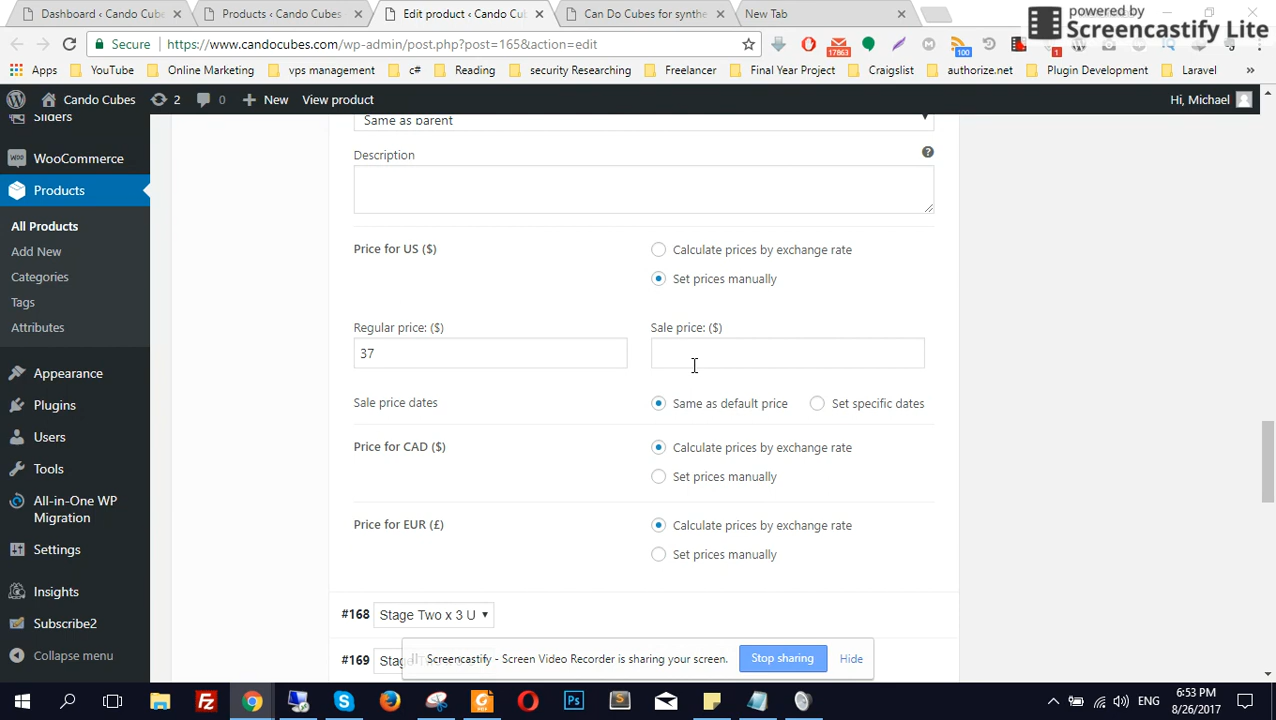 Dashboard ‹ Cando Cube
Products ‹ Cando Cubes
Edit product ‹ Cando Cu
Can Do Cubes for synthe
New Tab
powered by
Screencastify Lite
Secure
https://www.candocubes.com/wp-admin/post.php?post=165&action=edit
17863
100
1
Apps
YouTube
Online Marketing
vps management
c#
Reading
security Researching
Freelancer
Final Year Project
Craiglist
authorize.net
Plugin Development
Laravel
»
Cando Cubes
2
0
New
View product
Hi, Michael
Sliders
WooCommerce
Products
All Products
Add New
Categories
Tags
Attributes
Appearance
Plugins
Users
Tools
All-in-One WP
Migration
Settings
Insights
Subscribe2
Collapse menu
Same as parent
Description
Price for US ($)
Calculate prices by exchange rate
Set prices manually
Regular price: ($)
Sale price: ($)
37
Sale price dates
Same as default price
Set specific dates
Price for CAD ($)
Calculate prices by exchange rate
Set prices manually
Price for EUR (£)
Calculate prices by exchange rate
Set prices manually
#168
Stage Two x 3 U
#169
Screencastify - Screen Video Recorder is sharing your screen.
Stop sharing
Hide
ENG
6:53 PM
8/26/2017